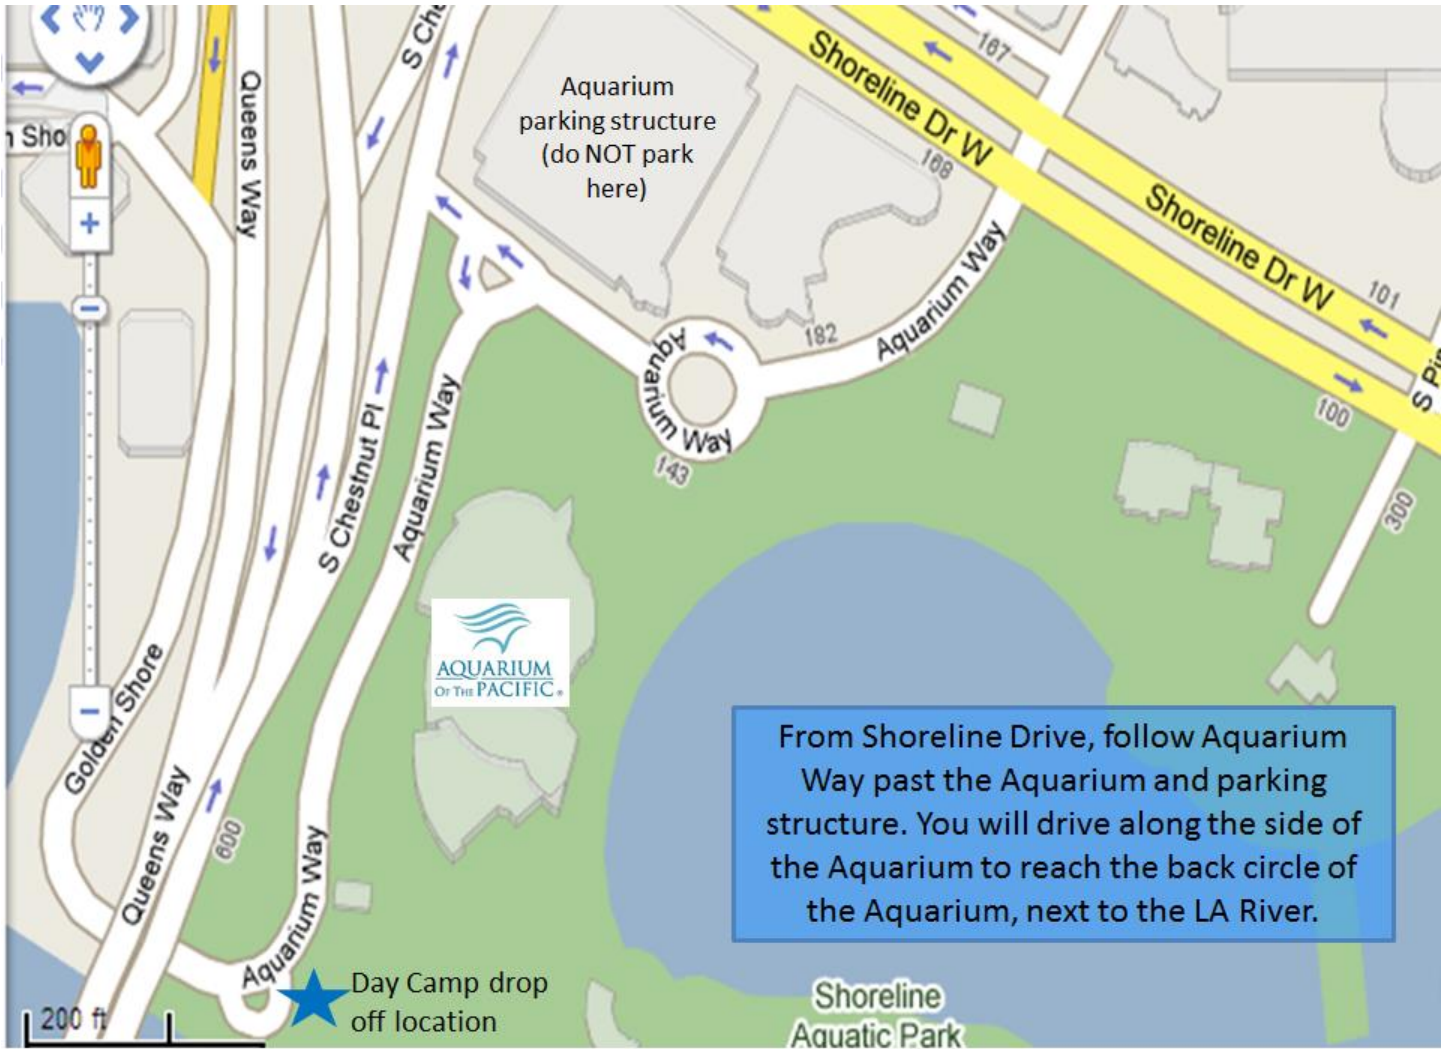 S Ch
167
Shoreline Dr W
Queens Way
Aquarium
parking structure
(do NOT park
here)
168
n Sho
Shoreline Dr W
101
Aquarium Way
182
S Pin
100
Aquarium Way
143
S Chestnut Pl
Aquarium Way
300
AQUARIUM
OF THE PACIFIC®
Golden Shore
From Shoreline Drive, follow Aquarium
Way past the Aquarium and parking
structure. You will drive along the side of
the Aquarium to reach the back circle of
the Aquarium, next to the LA River.
Queens Way
600
Aquarium Way
Day Camp drop
off location
Shoreline
Aquatic Park
200 ft